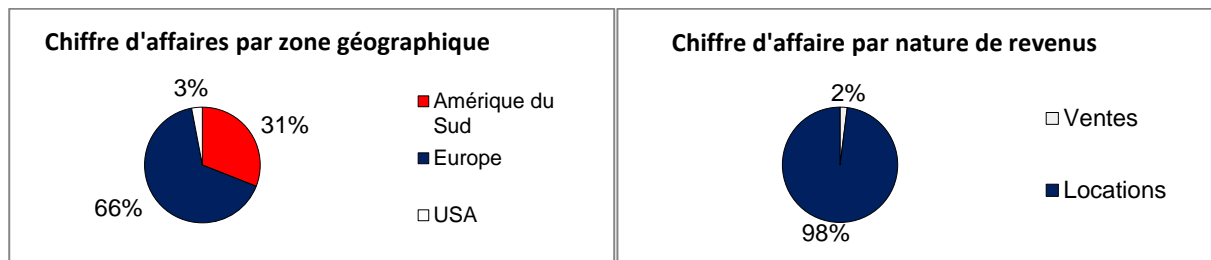 Chiffre d'affaires par zone géographique
3%
31%
66%
Amérique du
Sud
Europe
USA
Chiffre d'affaire par nature de revenus
2%
98%
Ventes
Locations